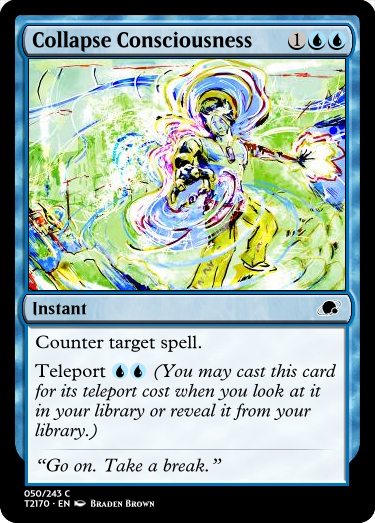 Collapse Consciousness 1
Instant
Counter target spell.
Teleport (You may cast this card
for its teleport cost when you look at it
in your library or reveal it from your
library.)
“Go on. Take a break.”
050/243 C
T2170 · EN Braden Brown